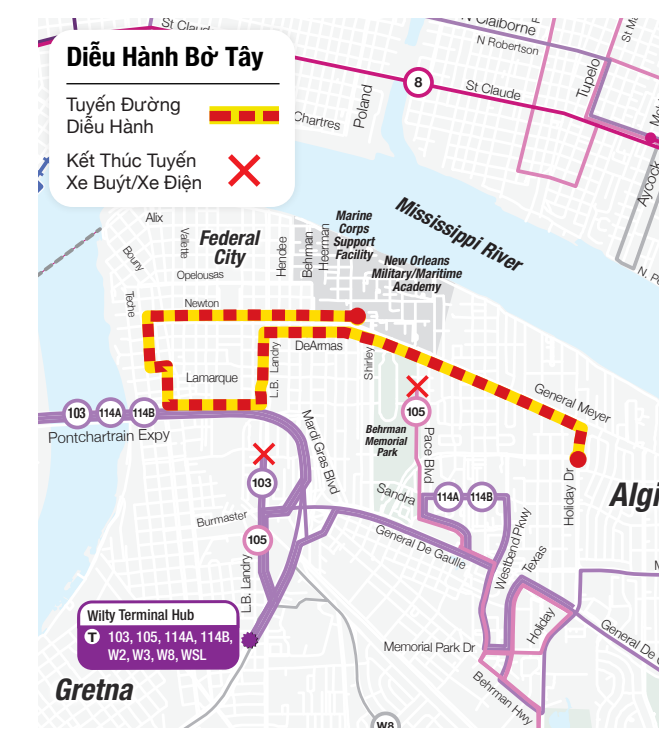 Diễu Hành Bờ Tây
Tuyến Đường
Diễu Hành
Kết Thúc Tuyến
Xe Buýt/Xe Điện
St Claude
N Claiborne
N Robertson
8
St Claude
Tupelo
Poland
Chartres
Aycock
Mississippi River
Alix
Vallette
Bouny
Federal
City
Opelousas
Hendee
Behrman
Heerman
Marine
Corps
Support
Facility
New Orleans
Military/Maritime
Academy
Teche
Newton
L.B. Landry
DeArmas
Shirley
Lamarque
General Meyer
103
114A
114B
Pontchartrain Expy
Mardi Gras Blvd
105
Behrman
Memorial
Park
Pace Blvd
Holiday Dr
103
Sandra
114A
114B
Algi
Burmaster
105
General De Gaulle
Westbend Pkwy
Texas
L.B. Landry
Holiday
General De G
Memorial Park Dr
Behrman Hwy
Wilty Terminal Hub
T 103, 105, 114A, 114B,
W2, W3, W8, WSL
Gretna
W8